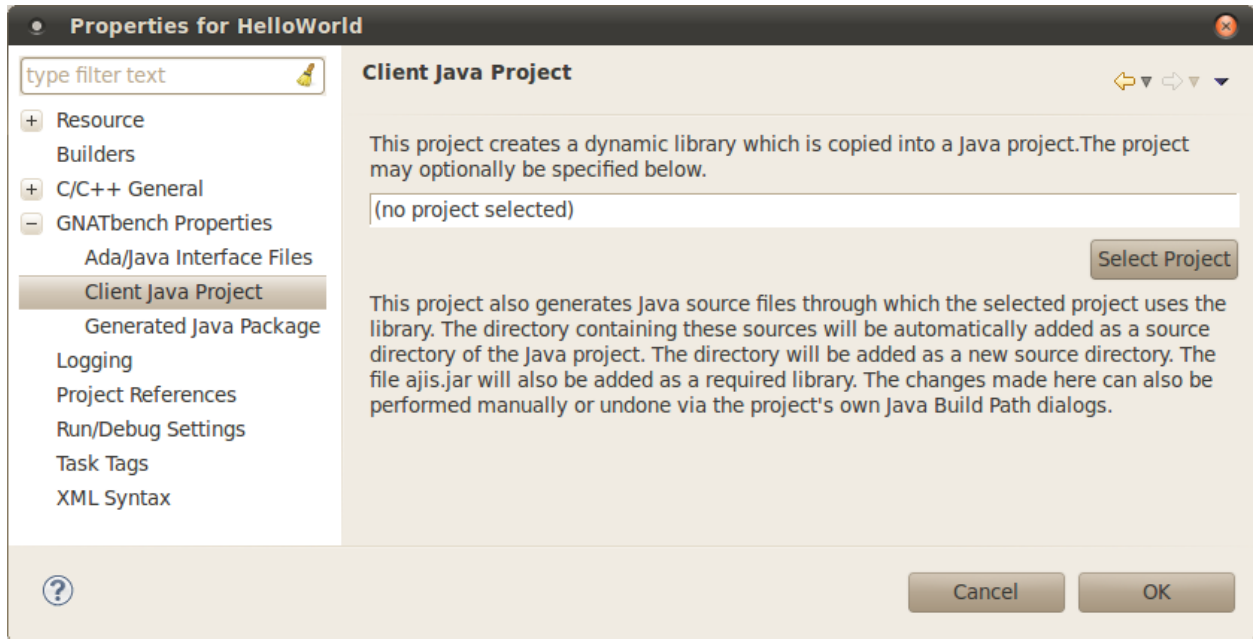 Properties for HelloWorld
type filter text
Resource
Builders
C/C++ General
GNATbench Properties
Ada/Java Interface Files
Client Java Project
Generated Java Package
Logging
Project References
Run/Debug Settings
Task Tags
XML Syntax
Client Java Project
This project creates a dynamic library which is copied into a Java project.The project
may optionally be specified below.
(no project selected)
Select Project
This project also generates Java source files through which the selected project uses the
library. The directory containing these sources will be automatically added as a source
directory of the Java project. The directory will be added as a new source directory. The
file ajis.jar will also be added as a required library. The changes made here can also be
performed manually or undone via the project's own Java Build Path dialogs.
Cancel
OK